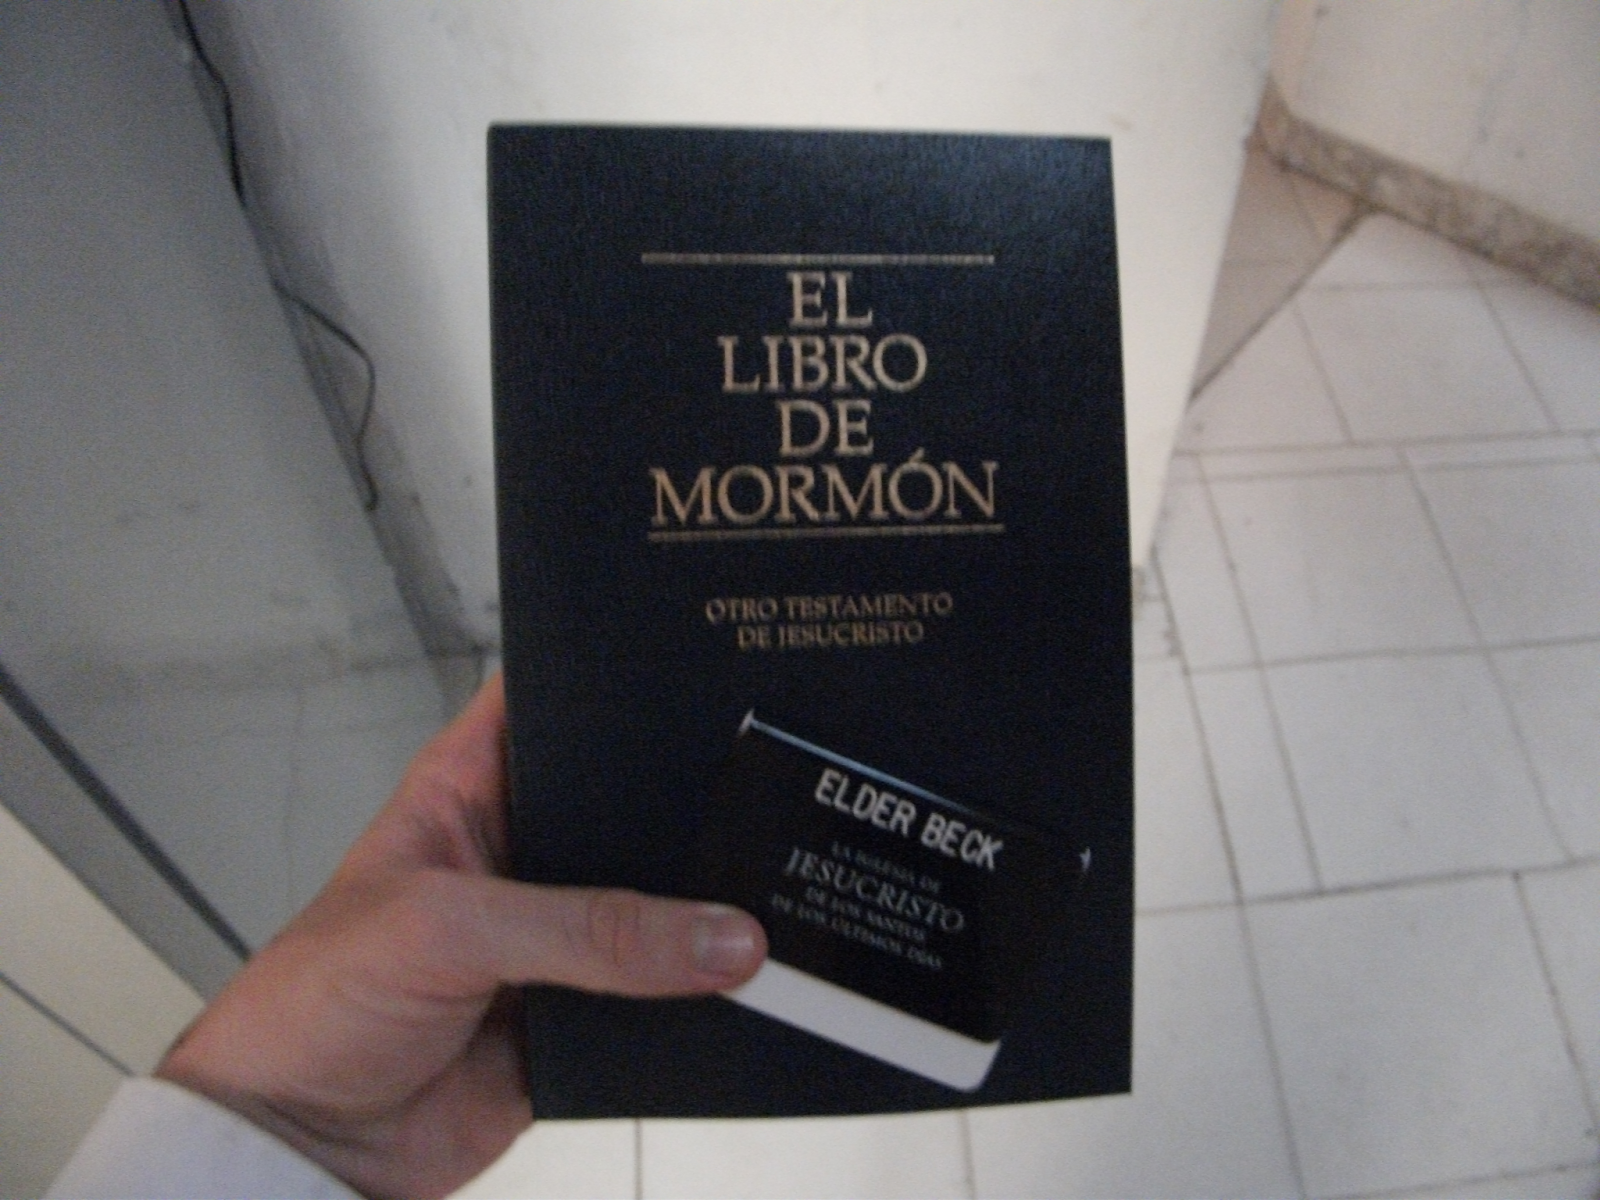 EL
LIBRO
DE
MORMÓN
OTRO TESTAMENTO
DE JESUCRISTO
ELDER BECK
LA IGLESIA DE
JESUCRISTO
DE LOS SANTOS
DE LOS ÚLTIMOS DÍAS